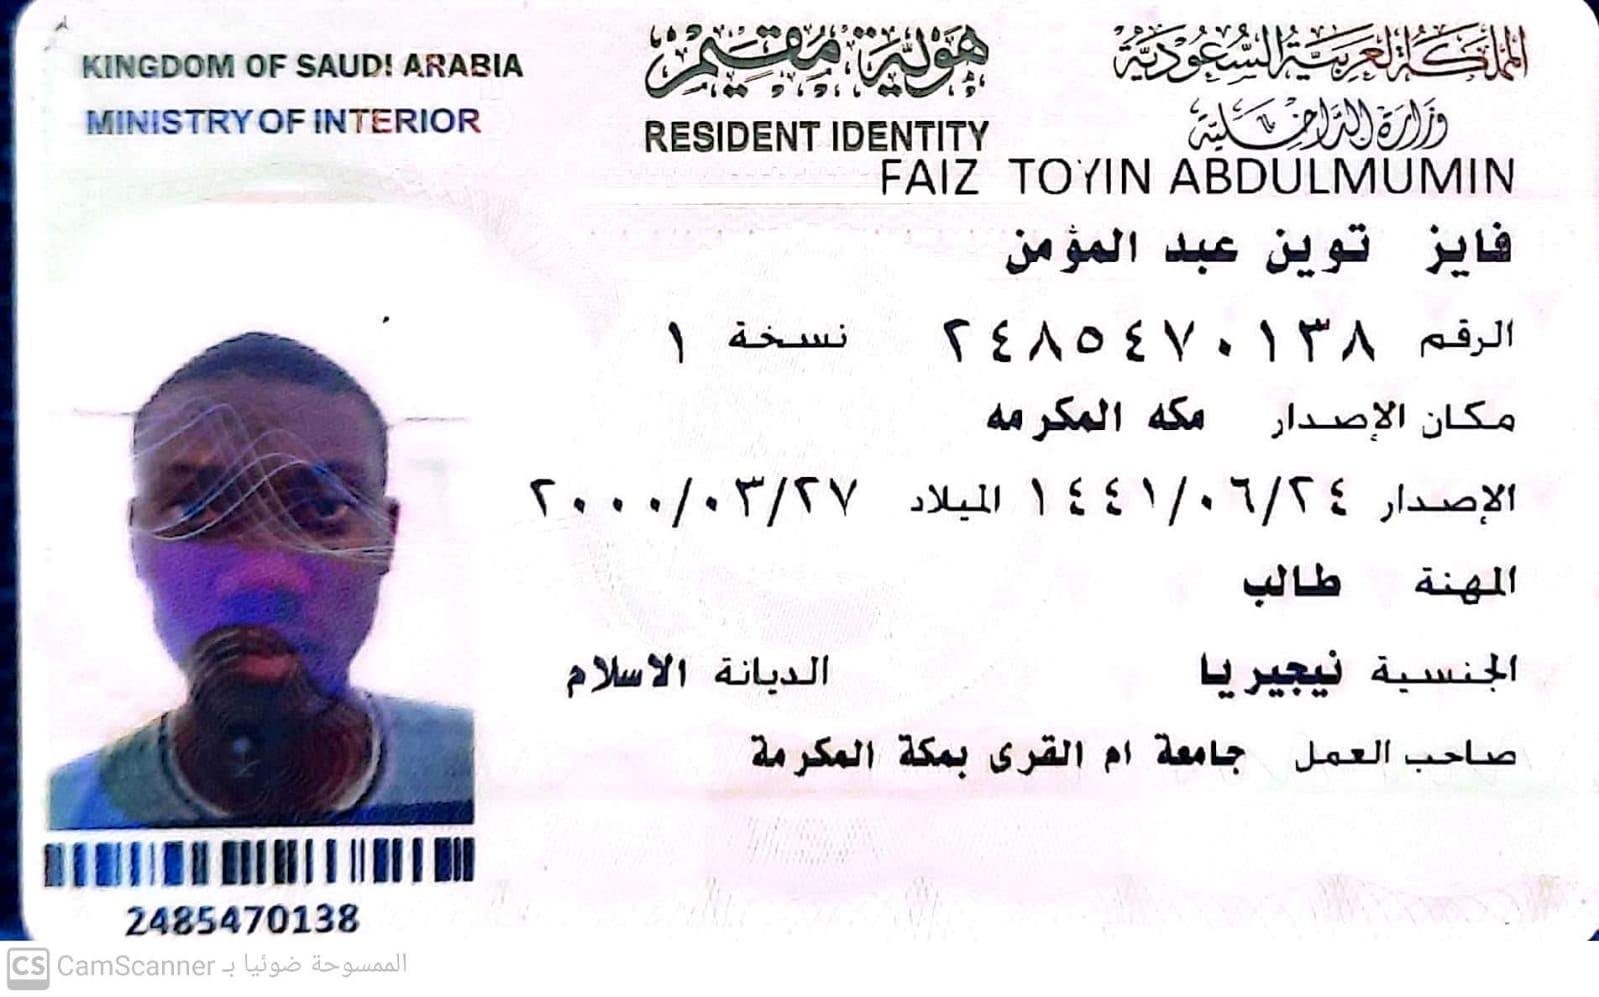 KINGDOM OF SAUDI ARABIA
MINISTRY OF INTERIOR
هوية مقيم
RESIDENT IDENTITY
المملكة العربية السعودية
وزارة الداخلية
FAIZ TOYIN ABDULMUMIN
فايز توين عبد المؤمن
الرقم ٢٤٨٥٤٧٠١٣٨ نسخة ١
مكان الإصدار مكه المكرمه
الإصدار ١٤٤١/٠٦/٢٤ الميلاد ٢٠٠٠/٠٣/٢٧
المهنة طالب
الجنسية نيجيريا الديانة الاسلام
صاحب العمل جامعة ام القرى بمكة المكرمة
2485470138
CS CamScanner الممسوحة ضوئيا بـ